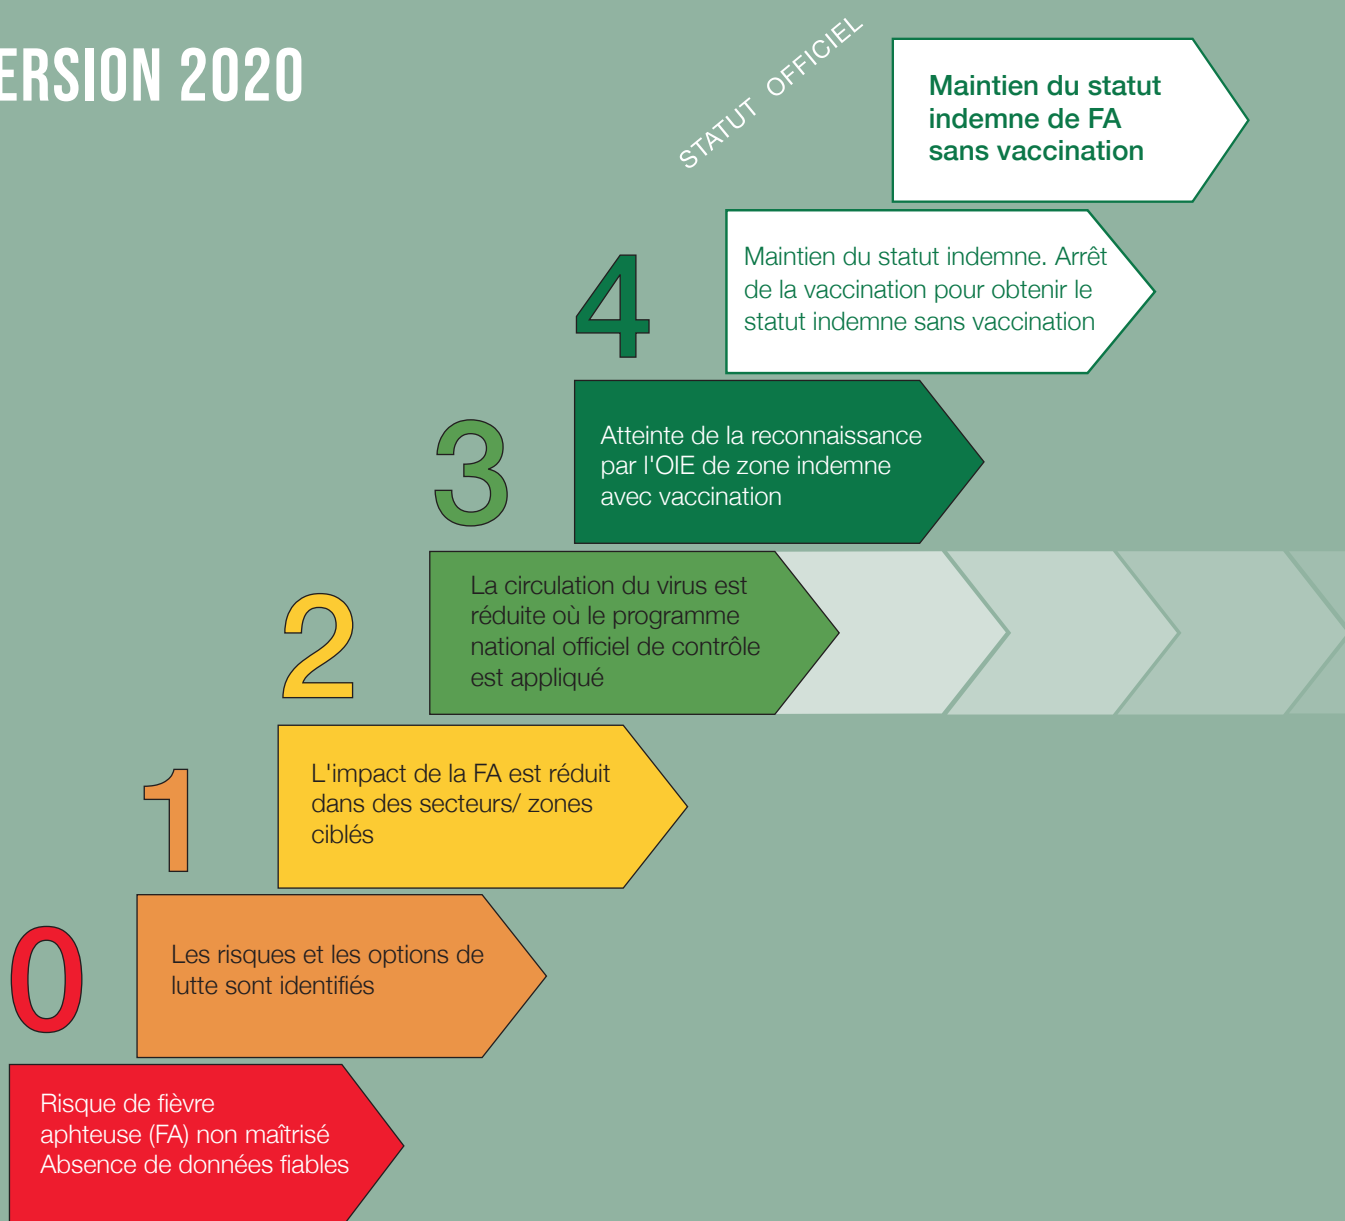 ERSION 2020
STATUT OFFICIEL
Maintien du statut
indemne de FA
sans vaccination
4
Maintien du statut indemne. Arrêt
de la vaccination pour obtenir le
statut indemne sans vaccination
3
Atteinte de la reconnaissance
par l'OIE de zone indemne
avec vaccination
2
La circulation du virus est
réduite où le programme
national officiel de contrôle
est appliqué
1
L'impact de la FA est réduit
dans des secteurs/ zones
ciblés
0
Les risques et les options de
lutte sont identifiés
Risque de fièvre
aphteuse (FA) non maîtrisé
Absence de données fiables